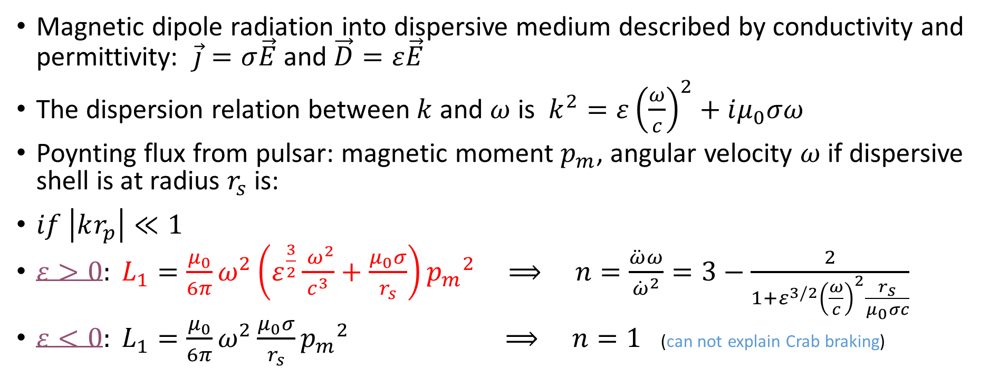 • Magnetic dipole radiation into dispersive medium described by conductivity and
permittivity: $\vec{j} = \sigma\vec{E}$ and $\vec{D} = \varepsilon\vec{E}$
• The dispersion relation between $k$ and $\omega$ is $k^2 = \varepsilon\left(\frac{\omega}{c}\right)^2 + i\mu_0\sigma\omega$
• Poynting flux from pulsar: magnetic moment $p_m$, angular velocity $\omega$ if dispersive
shell is at radius $r_s$ is:
• $if\ |kr_p| \ll 1$
• $\varepsilon > 0$: $L_1 = \frac{\mu_0}{6\pi}\omega^2\left(\varepsilon^{\frac{3}{2}}\frac{\omega^2}{c^3} + \frac{\mu_0\sigma}{r_s}\right)p_m{}^2 \implies n = \frac{\ddot{\omega}\omega}{\dot{\omega}^2} = 3 - \frac{2}{1+\varepsilon^{3/2}\left(\frac{\omega}{c}\right)^2\frac{r_s}{\mu_0\sigma c}}$
• $\varepsilon < 0$: $L_1 = \frac{\mu_0}{6\pi}\omega^2\frac{\mu_0\sigma}{r_s}p_m{}^2 \implies n = 1$ (can not explain Crab braking)